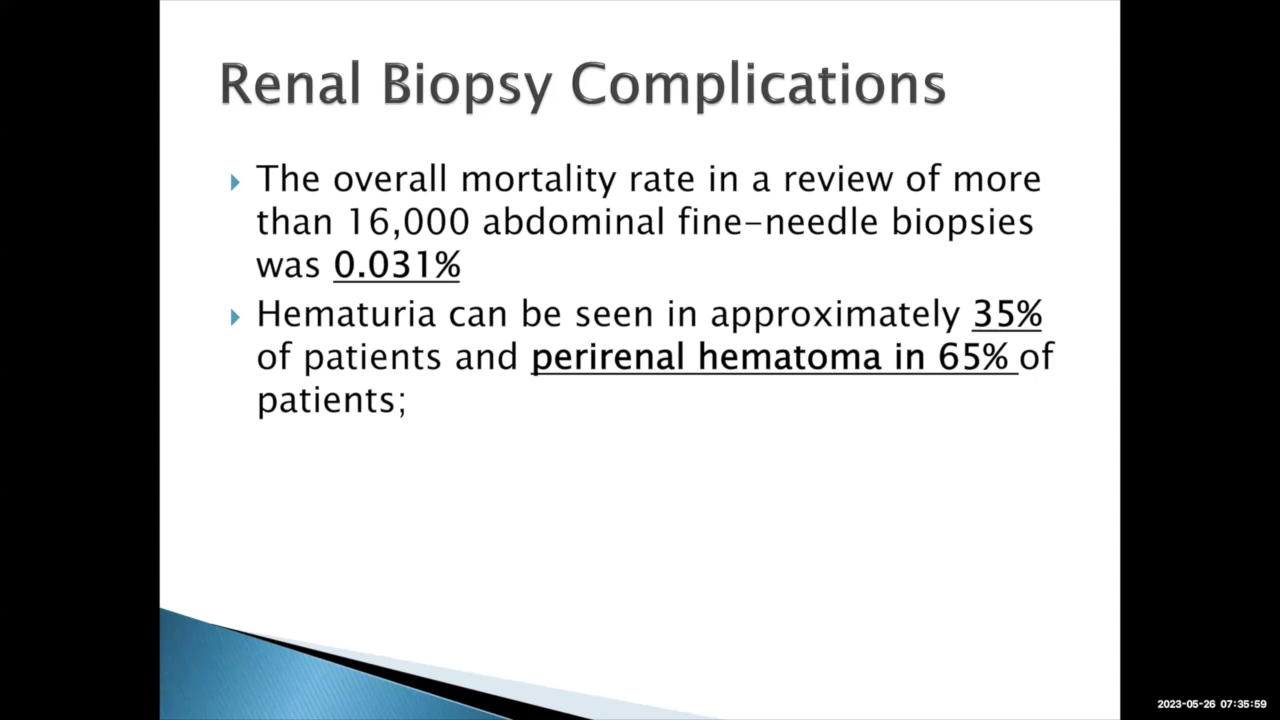 Renal Biopsy Complications
The overall mortality rate in a review of more
than 16,000 abdominal fine-needle biopsies
was 0.031%
Hematuria can be seen in approximately 35%
of patients and perirenal hematoma in 65% of
patients;
2023-05-26 07:35:59